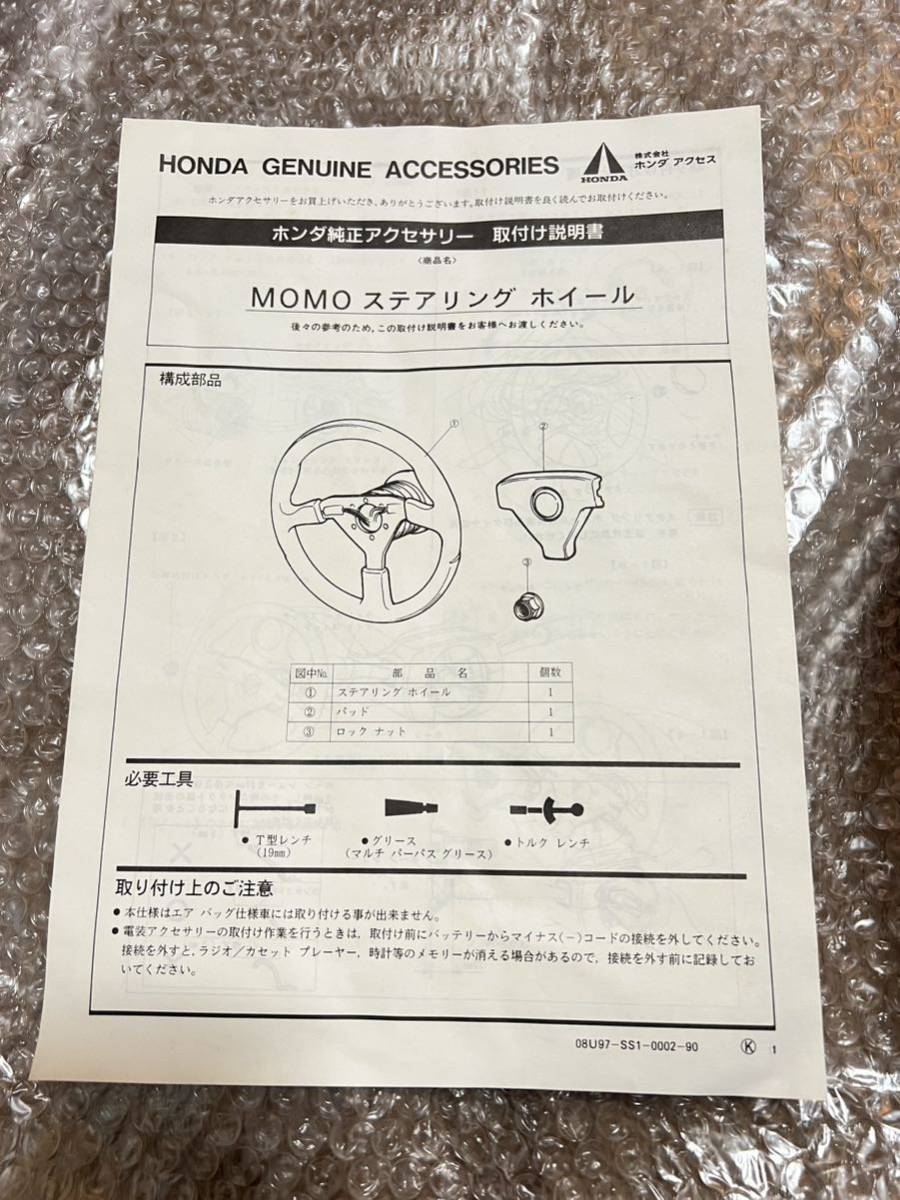 HONDA GENUINE ACCESSORIES
HONDA
株式会社
ホンダ アクセス
ホンダアクセサリーをお買上げいただき、ありがとうございます。取付け説明書を良く読んでお取付けください。
ホンダ純正アクセサリー 取付け説明書
〈商品名〉
MOMO ステアリング ホイール
後々の参考のため,この取付け説明書をお客様へお渡しください。
構成部品
①
②
③
図中No. 部 品 名 個数
① ステアリング ホイール 1
② パッド 1
③ ロック ナット 1
必要工具
● T型レンチ
(19mm)
● グリース
(マルチ パーパス グリース)
● トルク レンチ
取り付け上のご注意
● 本仕様はエア バッグ仕様車には取り付ける事が出来ません。
● 電装アクセサリーの取付け作業を行うときは, 取付け前にバッテリーからマイナス(−)コードの接続を外してください。
接続を外すと, ラジオ/カセット プレーヤー, 時計等のメモリーが消える場合があるので, 接続を外す前に記録してお
いてください。
08U97-SS1-0002-90 Ⓚ 1